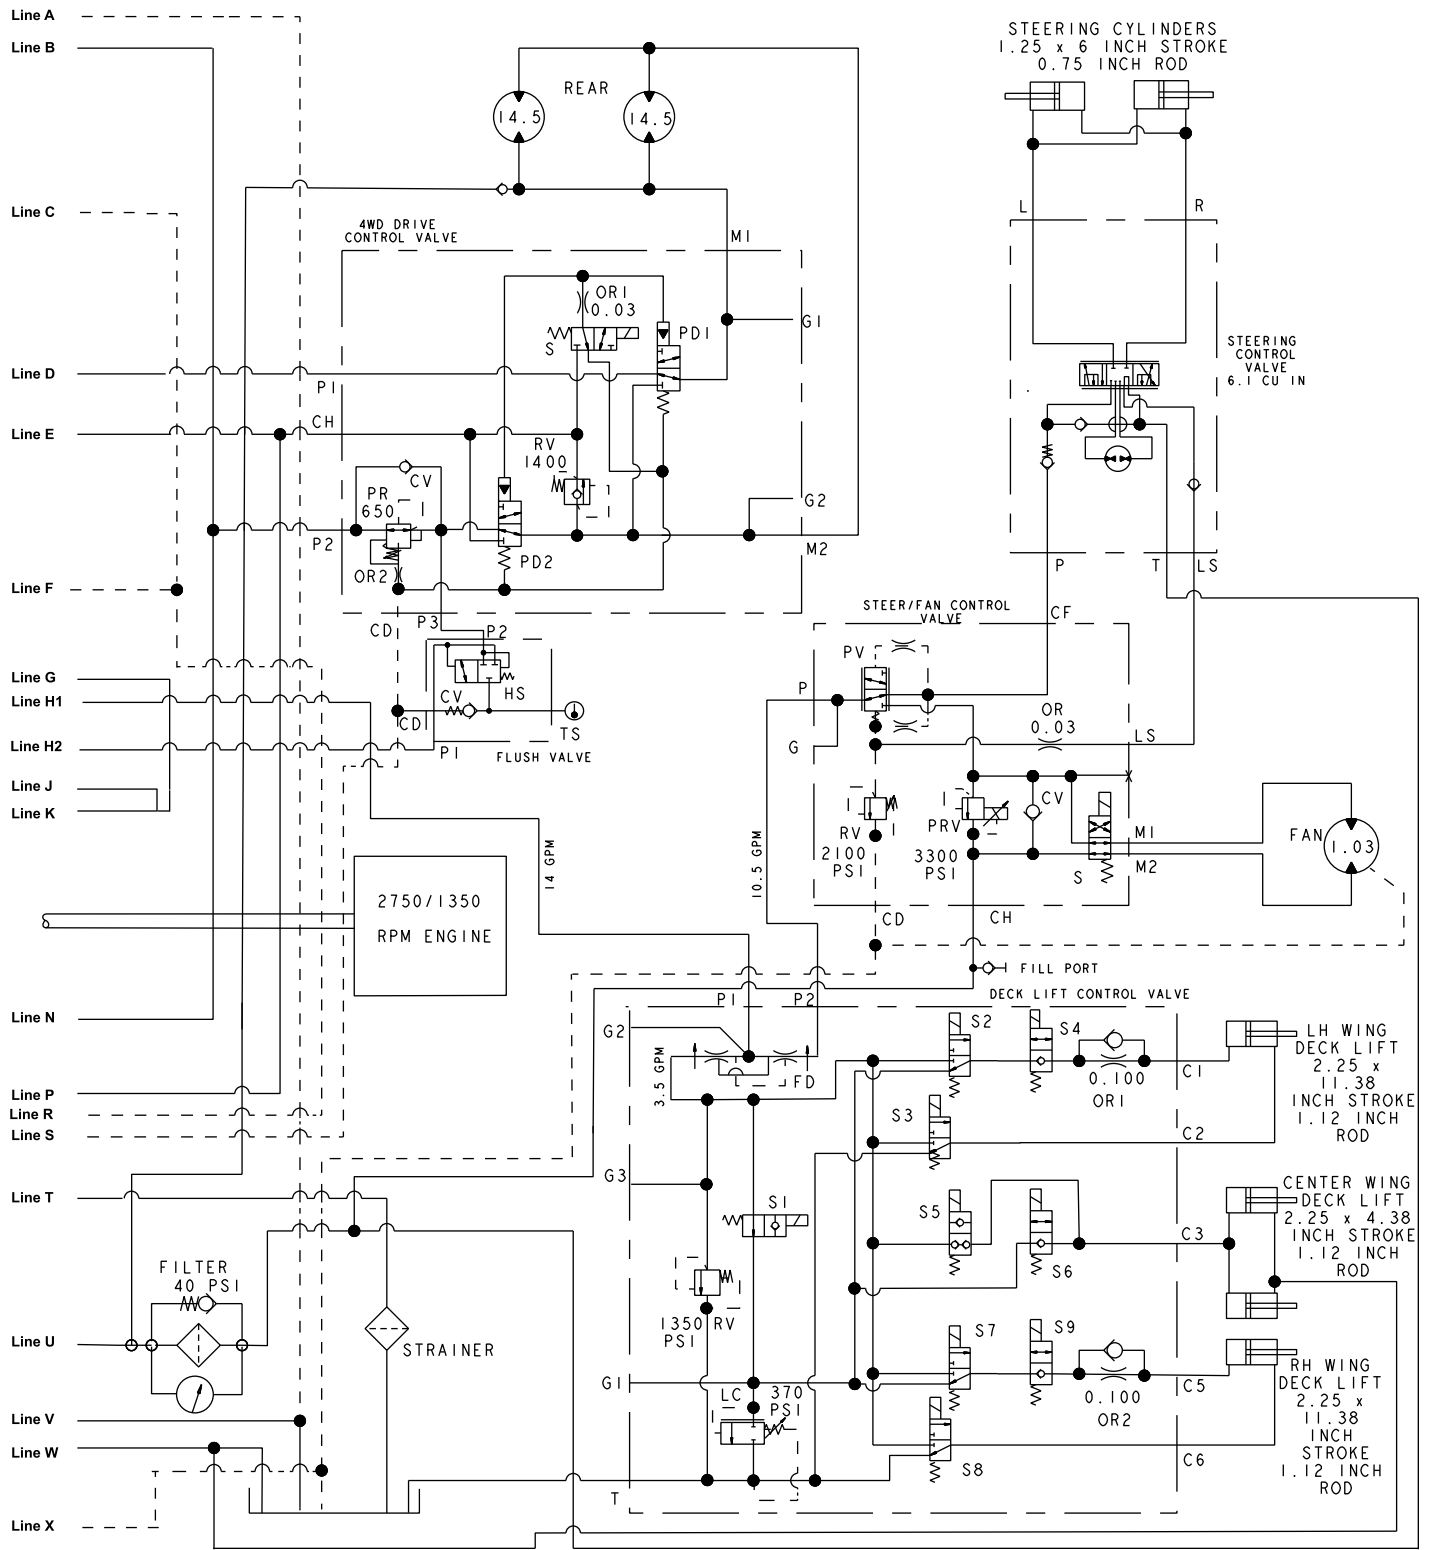 Line A
Line B
Line C
Line D
Line E
Line F
Line G
Line H1
Line H2
Line J
Line K
Line N
Line P
Line R
Line S
Line T
Line U
Line V
Line W
Line X
REAR
14.5
14.5
4WD DRIVE
CONTROL VALVE
M1
OR1
0.03
S
PD1
G1
P1
CH
RV
1400
CV
PR
650
G2
P2
PD2
M2
OR2
CD
P3
P2
HS
CV
CD
TS
P1
FLUSH VALVE
STEERING CYLINDERS
1.25 x 6 INCH STROKE
0.75 INCH ROD
L
R
STEERING
CONTROL
VALVE
6.1 CU IN
P
T
LS
STEER/FAN CONTROL
VALVE
CF
PV
P
OR
0.03
G
LS
CV
PRV
RV
2100
PSI
3300
PSI
S
M1
M2
FAN
1.03
CD
CH
14 GPM
10.5 GPM
2750/1350
RPM ENGINE
FILL PORT
DECK LIFT CONTROL VALVE
P1
P2
G2
3.5 GPM
FD
S2
S4
0.100
OR1
C1
S3
C2
LH WING
DECK LIFT
2.25 x
11.38
INCH STROKE
1.12 INCH
ROD
G3
S1
S5
S6
C3
CENTER WING
DECK LIFT
2.25 x 4.38
INCH STROKE
1.12 INCH
ROD
1350 RV
PSI
S7
S9
0.100
OR2
C5
G1
LC
370
PSI
S8
C6
T
RH WING
DECK LIFT
2.25 x
11.38
INCH
STROKE
1.12 INCH
ROD
FILTER
40 PSI
STRAINER